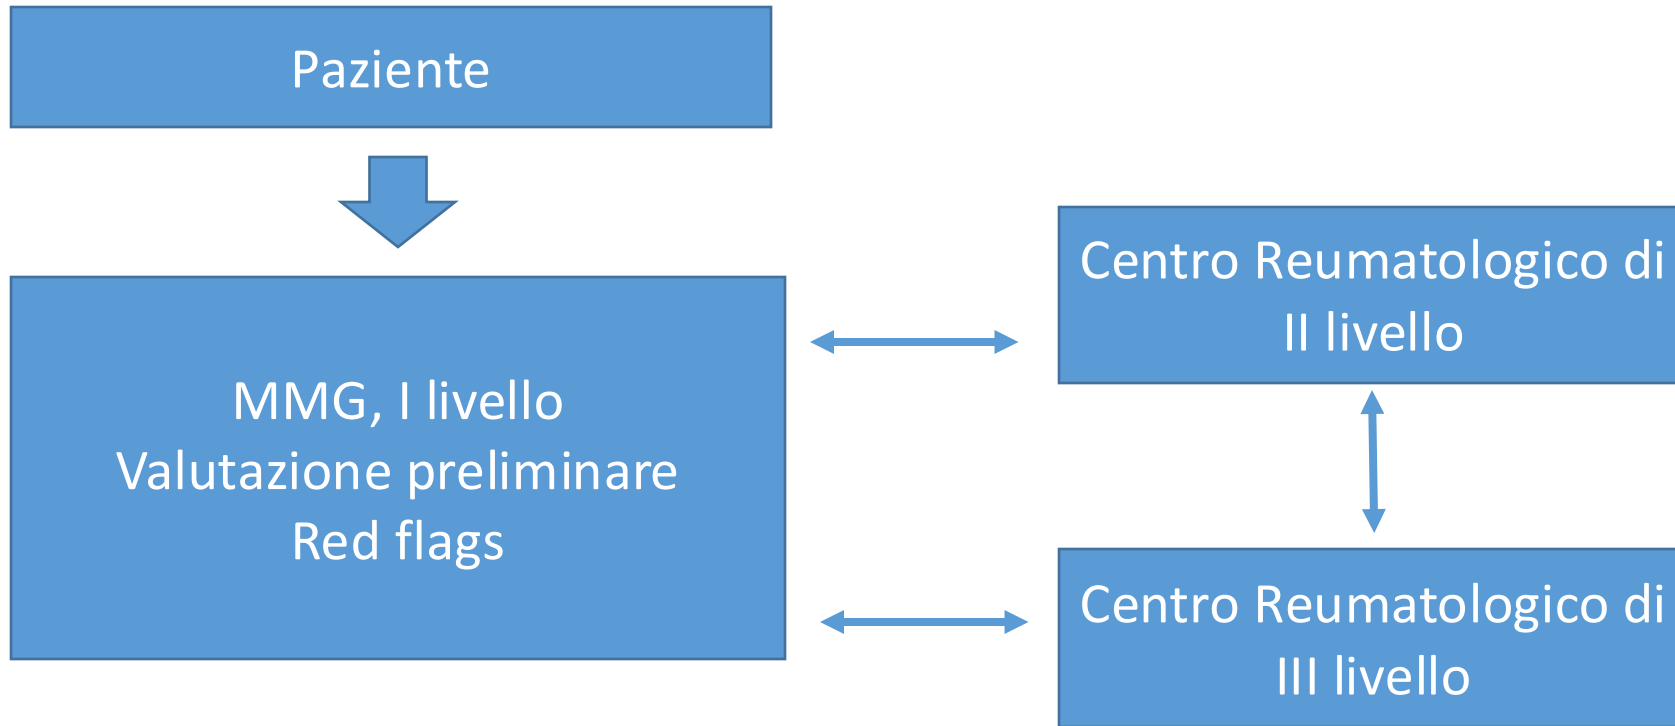 Paziente
MMG, I livello
Valutazione preliminare
Red flags
Centro Reumatologico di
II livello
Centro Reumatologico di
III livello